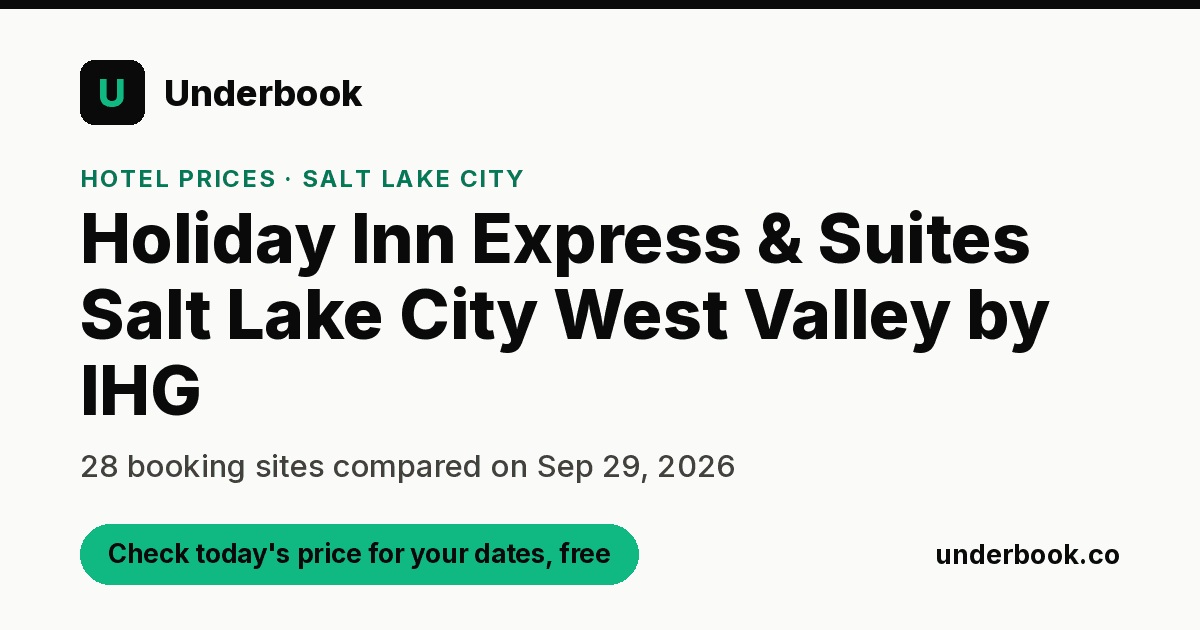 U Underbook
HOTEL PRICES · SALT LAKE CITY
Holiday Inn Express & Suites
Salt Lake City West Valley by
IHG
28 booking sites compared on Sep 29, 2026
Check today's price for your dates, free
underbook.co